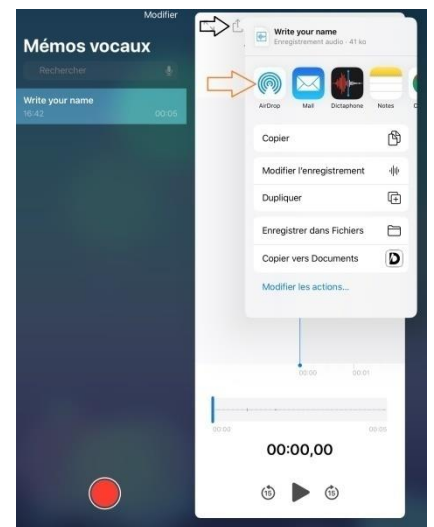 Modifier
Mémos vocaux
Rechercher
Write your name
16:42
00:05
Write your name
Enregistrement audio · 41 ko
AirDrop
Mail
Dictaphone
Notes
Copier
Modifier l'enregistrement
Dupliquer
Enregistrer dans Fichiers
Copier vers Documents
Modifier les actions...
00:00
00:01
00:00
00:05
00:00,00
15
15